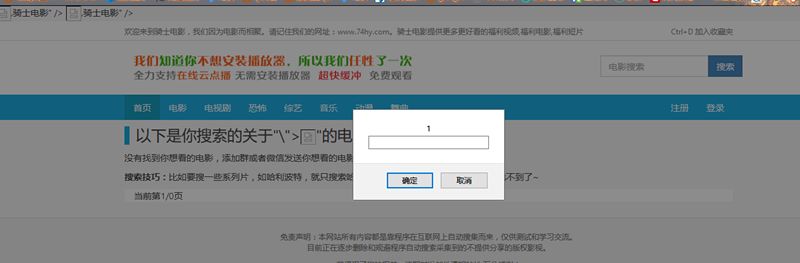 骑士电影" /> 骑士电影" />
欢迎来到骑士电影，我们因为电影而相聚。请记住我们的网址：www.74hy.com。骑士电影提供更多更好看的福利视频,福利电影,福利短片 Ctrl+D 加入收藏夹
我们知道你不想安装播放器，所以我们任性了一次
全力支持在线云点播 无需安装播放器 超快缓冲 免费观看
电影搜索 搜索
首页 电影 电视剧 恐怖 综艺 音乐 动漫 舞曲 注册 登录
1
以下是你搜索的关于"\">"的电
没有找到你想看的电影，添加群或者微信发送你想看的电影
确定 取消
搜索技巧：比如要搜一些系列片，如哈利波特，就只搜索哈 不到了~
当前第1/0页
免责声明：本网站所有内容都是靠程序在互联网上自动搜集而来，仅供测试和学习交流。
目前正在逐步删除和规避程序自动搜索采集到的不提供分享的版权影视。